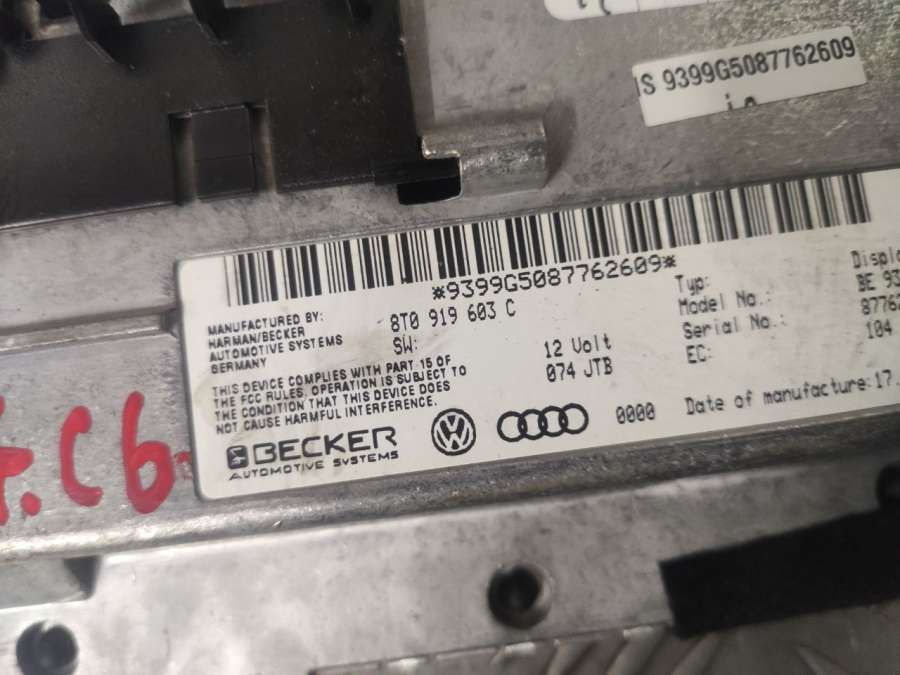 9399G5087762609
*9399G5087762609*
MANUFACTURED BY:
HARMAN/BECKER
AUTOMOTIVE SYSTEMS
GERMANY
8T0 919 603 C
SW:
12 Volt
074 JTB
THIS DEVICE COMPLIES WITH PART 15 OF
THE FCC RULES. OPERATION IS SUBJECT TO
THE CONDITION THAT THIS DEVICE DOES
NOT CAUSE HARMFUL INTERFERENCE.
BECKER
AUTOMOTIVE SYSTEMS
0000
Typ:
Displa
Model No.:
BE 93
Serial No.:
87762
EC:
104
Date of manufacture:17.
C6